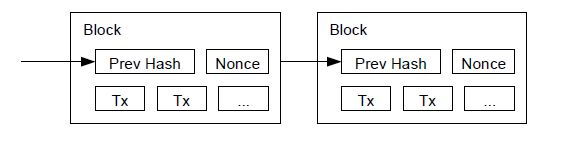 Block
Prev Hash Nonce
Tx Tx ...
Block
Prev Hash Nonce
Tx Tx ...